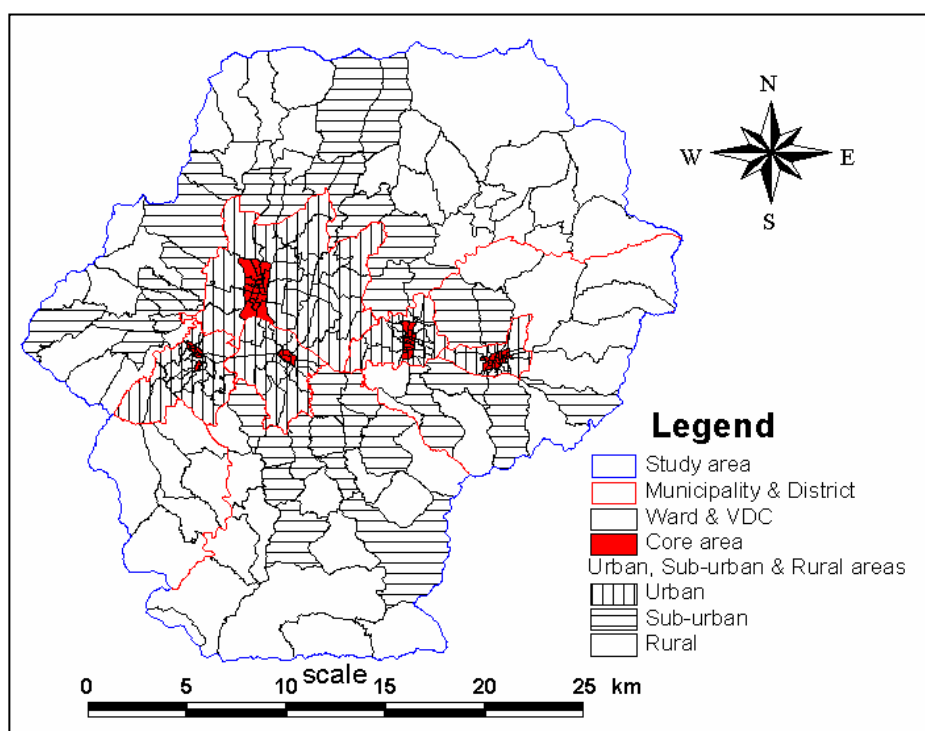 N
W E
S
Legend
Study area
Municipality & District
Ward & VDC
Core area
Urban, Sub-urban & Rural areas
Urban
Sub-urban
Rural
scale
0 5 10 15 20 25 km